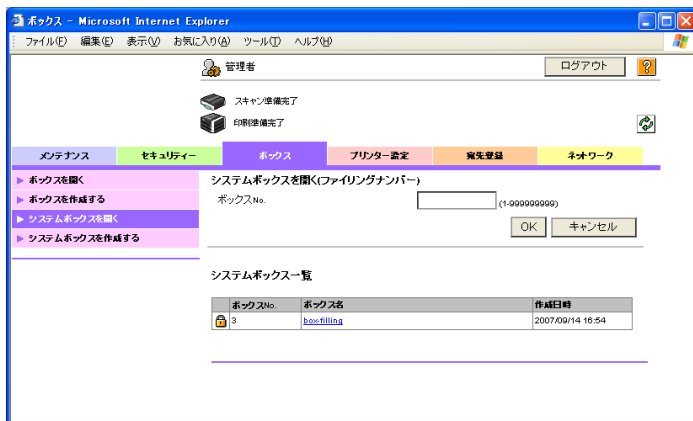 ボックス - Microsoft Internet Explorer
ファイル(F) 編集(E) 表示(V) お気に入り(A) ツール(T) ヘルプ(H)
管理者 ログアウト ?
スキャン準備完了
印刷準備完了
メンテナンス セキュリティー ボックス プリンター設定 宛先登録 ネットワーク
ボックスを開く
ボックスを作成する
システムボックスを開く
システムボックスを作成する
システムボックスを開く(ファイリングナンバー)
ボックスNo. (1-999999999)
OK キャンセル
システムボックス一覧
ボックスNo. ボックス名 作成日時
3 box-filling 2007/09/14 16:54